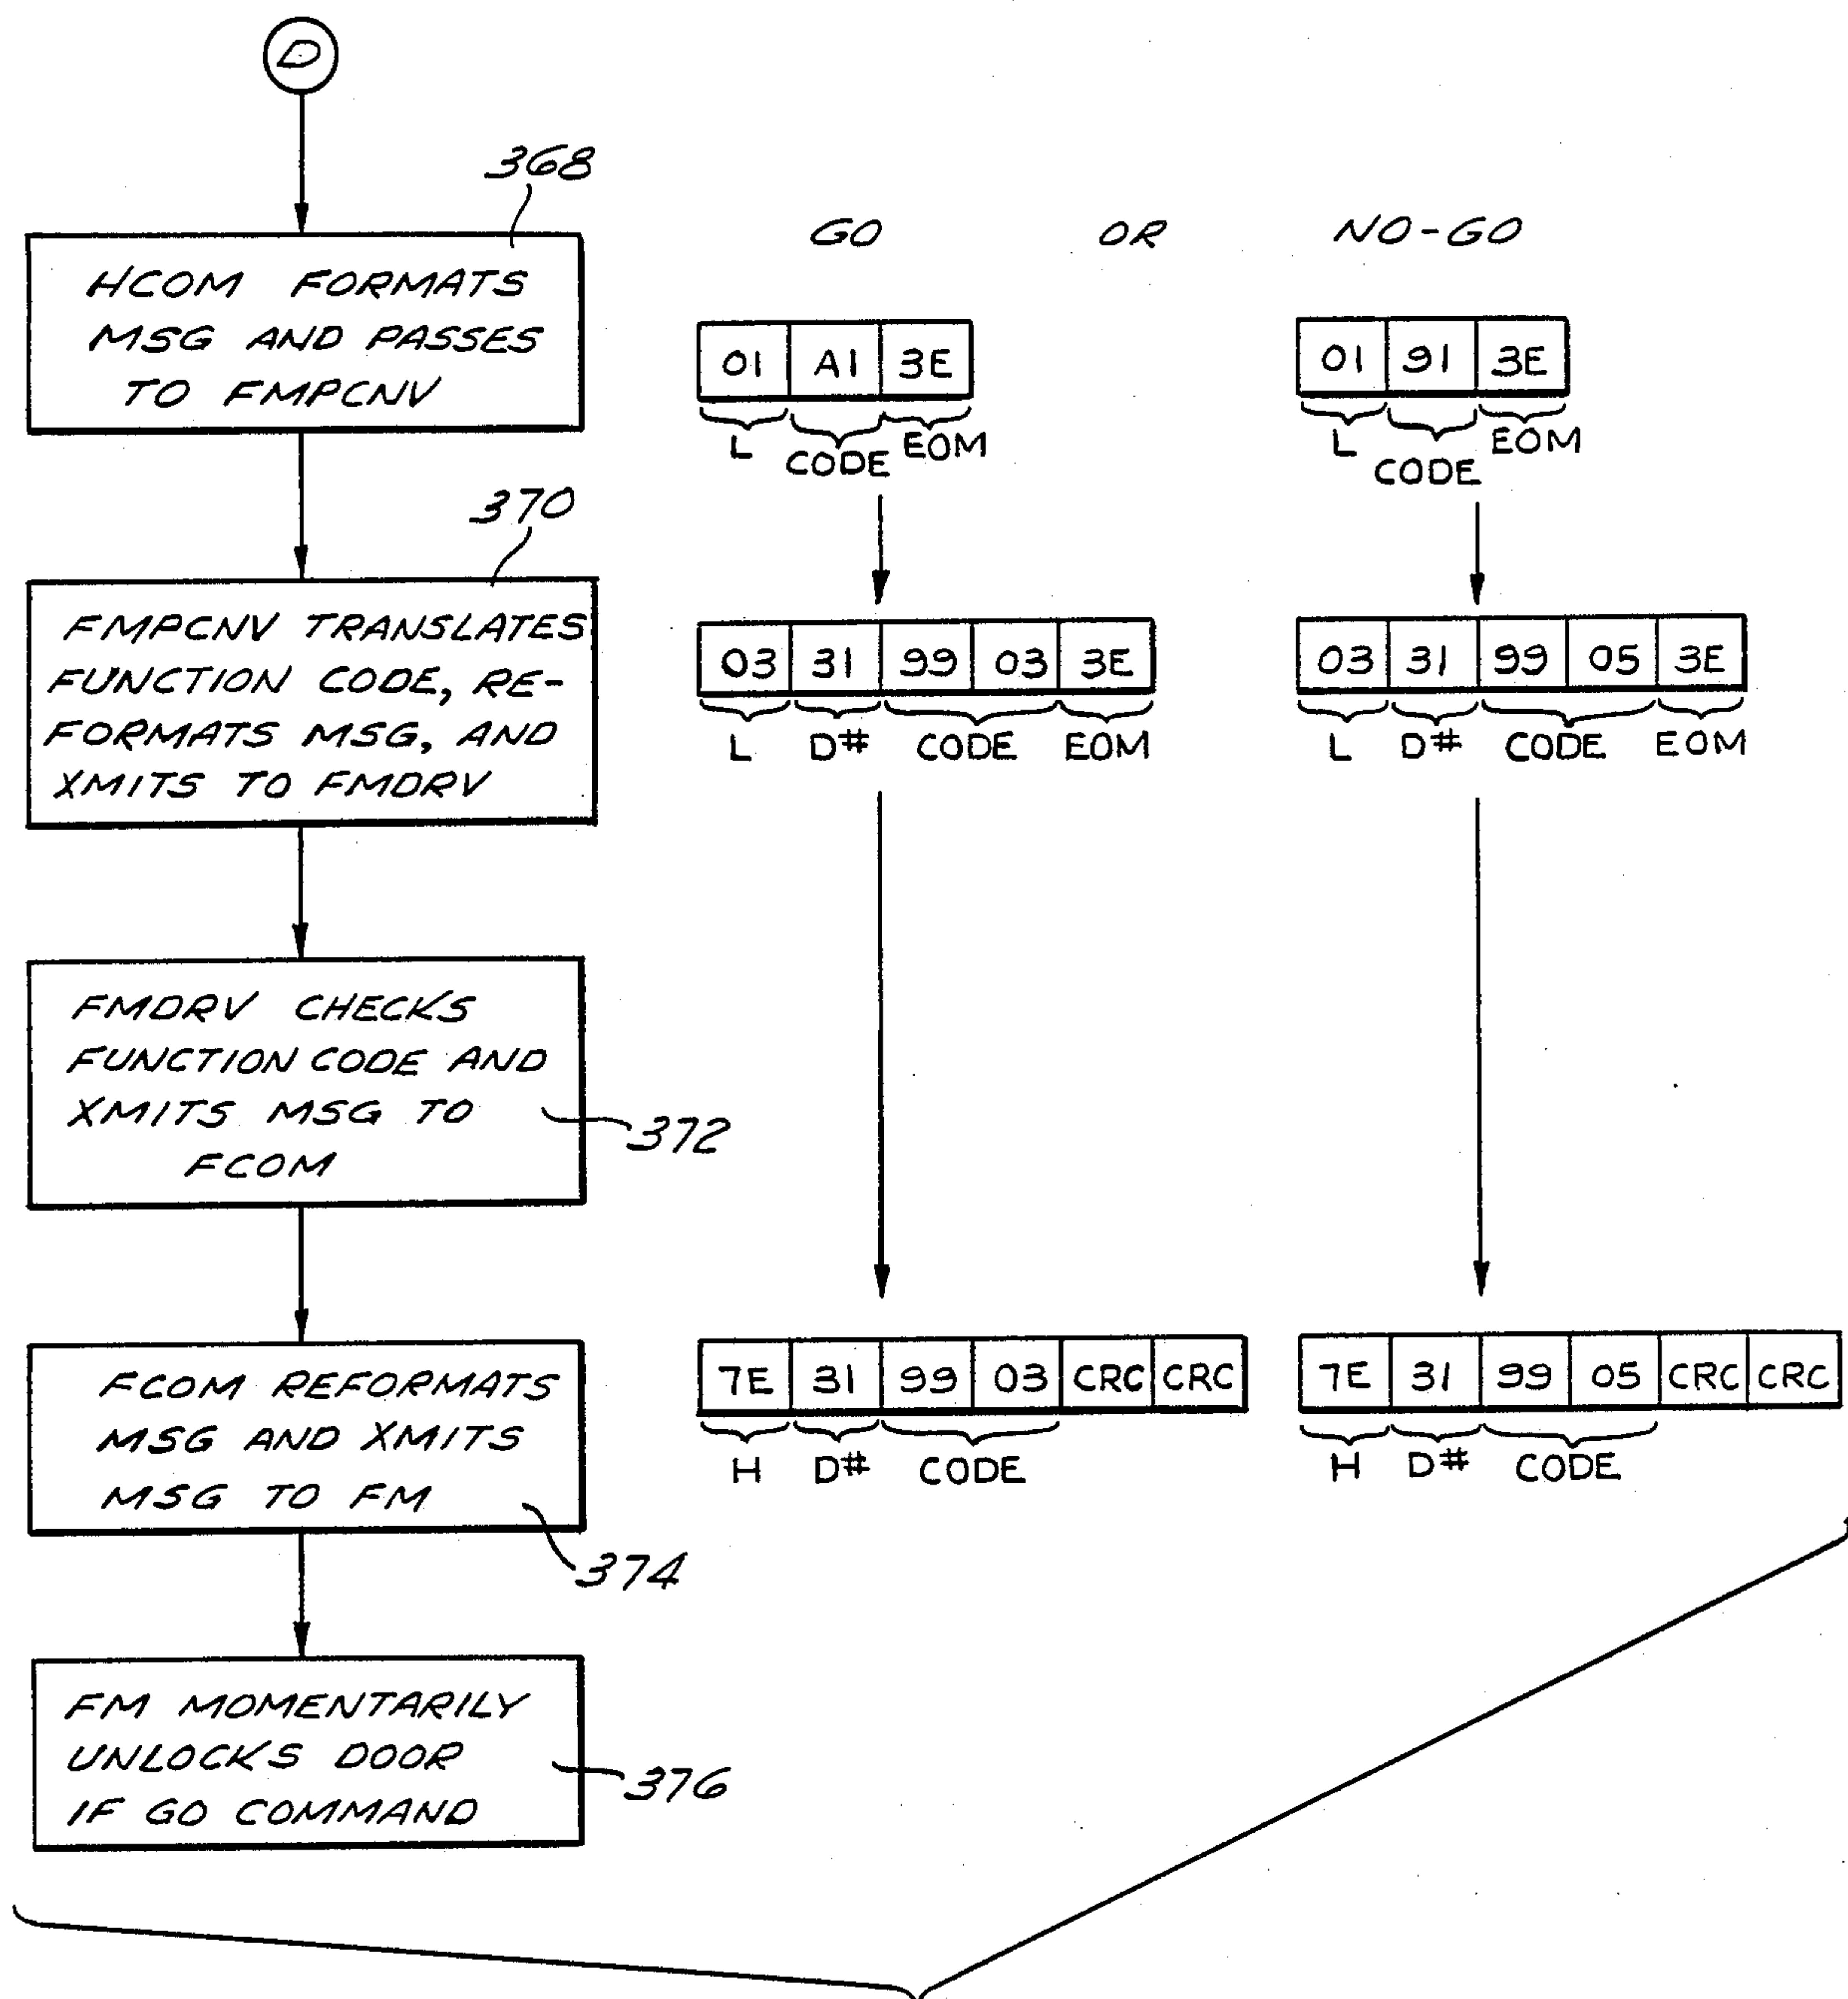 D
368
HCOM FORMATS
MSG AND PASSES
TO FMPCNV
GO OR NO-GO
01 A1 3E
L CODE EOM
01 91 3E
L CODE EOM
370
FMPCNV TRANSLATES
FUNCTION CODE, RE-
FORMATS MSG, AND
XMITS TO FMDRV
03 31 99 03 3E
L D# CODE EOM
03 31 99 05 3E
L D# CODE EOM
FMDRV CHECKS
FUNCTION CODE AND
XMITS MSG TO
FCOM
372
FCOM REFORMATS
MSG AND XMITS
MSG TO FM
374
7E 31 99 03 CRC CRC
H D# CODE
7E 31 99 05 CRC CRC
H D# CODE
FM MOMENTARILY
UNLOCKS DOOR
IF GO COMMAND
376